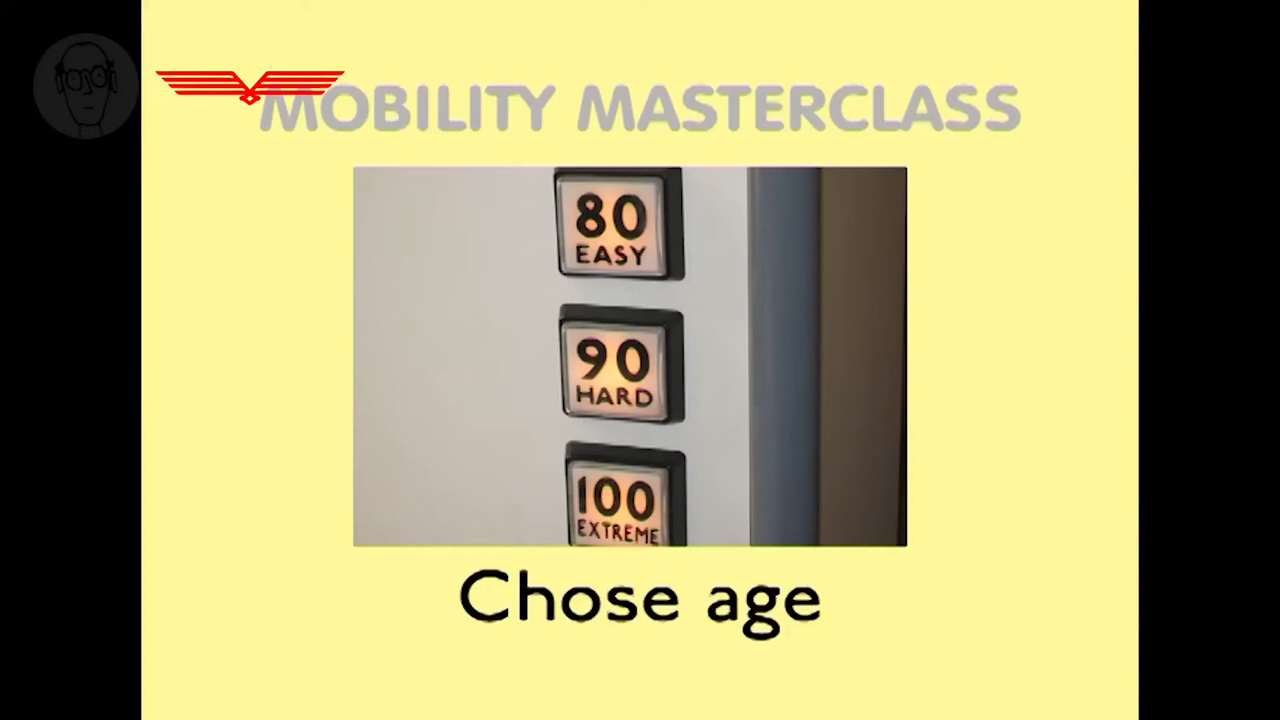 MOBILITY MASTERCLASS
80
EASY
90
HARD
100
EXTREME
Chose age